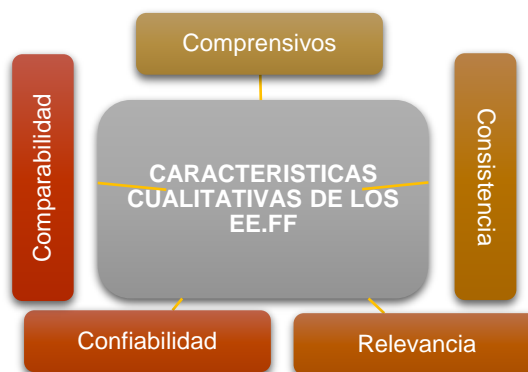 Comprensivos
Comparabilidad
CARACTERISTICAS
CUALITATIVAS DE LOS
EE.FF
Consistencia
Confiabilidad
Relevancia